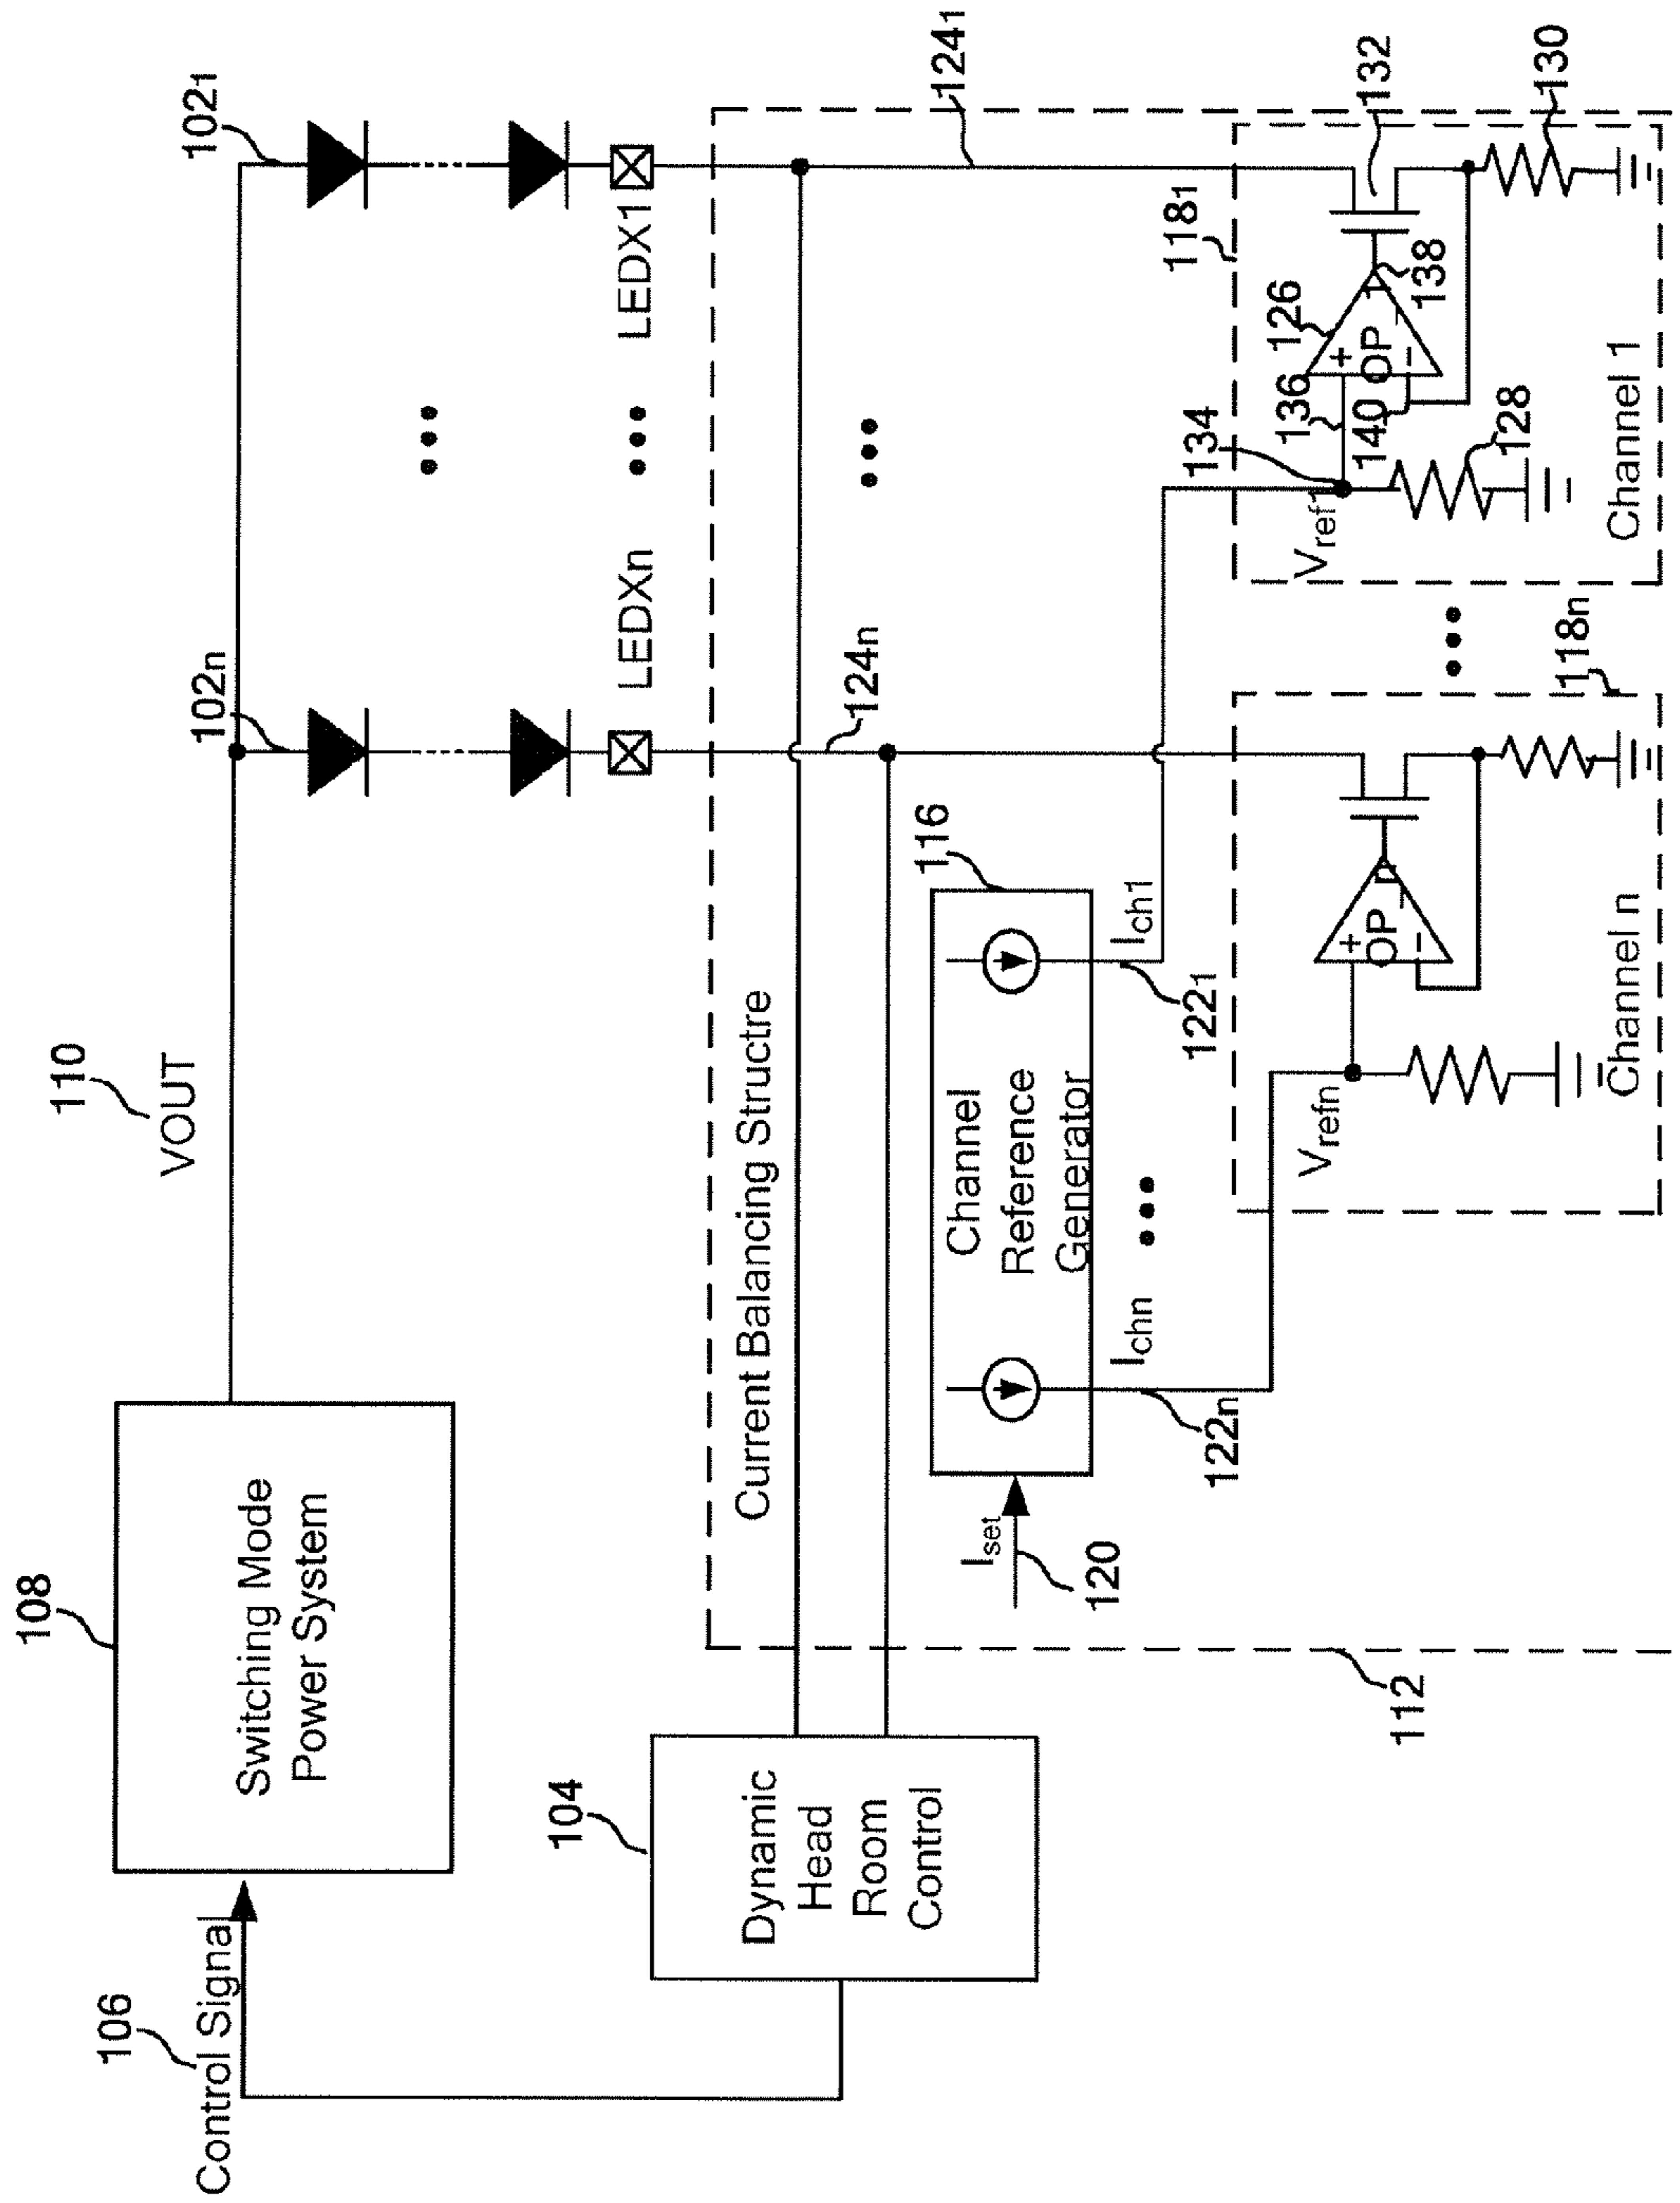 108
Switching Mode
Power System
110
VOUT
106
Control Signal
102n
1021
LEDXn
LEDX1
104
Dynamic
Head
Room
Control
112
Current Balancing Structre
124n
1241
116
Channel
Reference
Generator
Iset
120
Ichn
122n
Ich1
1221
118n
Vrefn
+
OP
-
Channel n
1181
134
Vref1
136
140
126
+
OP
-
138
132
130
128
Channel 1